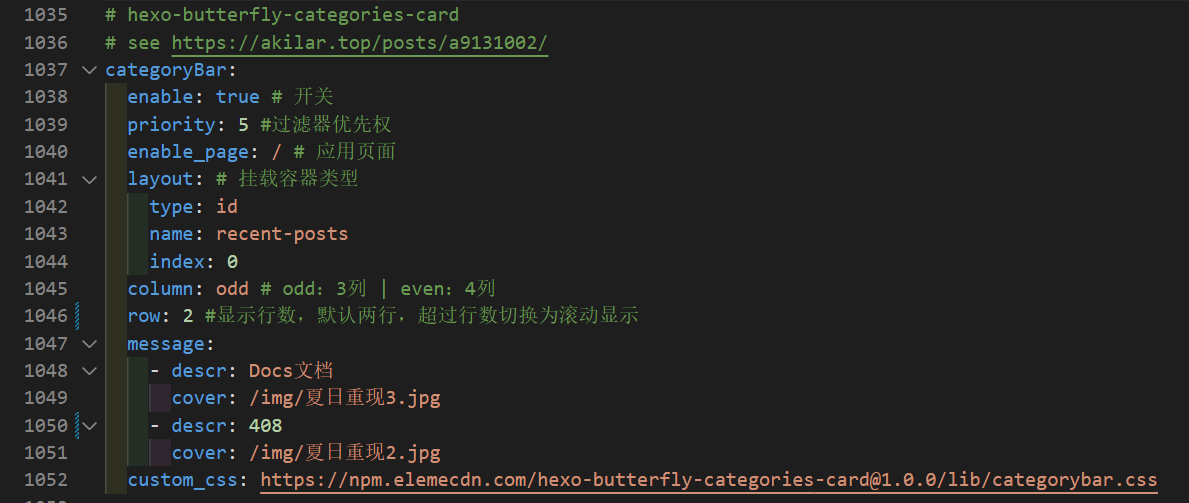 1035 # hexo-butterfly-categories-card
1036 # see https://akilar.top/posts/a9131002/
1037 categoryBar:
1038 enable: true # 开关
1039 priority: 5 #过滤器优先权
1040 enable_page: / # 应用页面
1041 layout: # 挂载容器类型
1042 type: id
1043 name: recent-posts
1044 index: 0
1045 column: odd # odd：3列 | even：4列
1046 row: 2 #显示行数，默认两行，超过行数切换为滚动显示
1047 message:
1048 - descr: Docs文档
1049 cover: /img/夏日重现3.jpg
1050 - descr: 408
1051 cover: /img/夏日重现2.jpg
1052 custom_css: https://npm.elemecdn.com/hexo-butterfly-categories-card@1.0.0/lib/categorybar.css